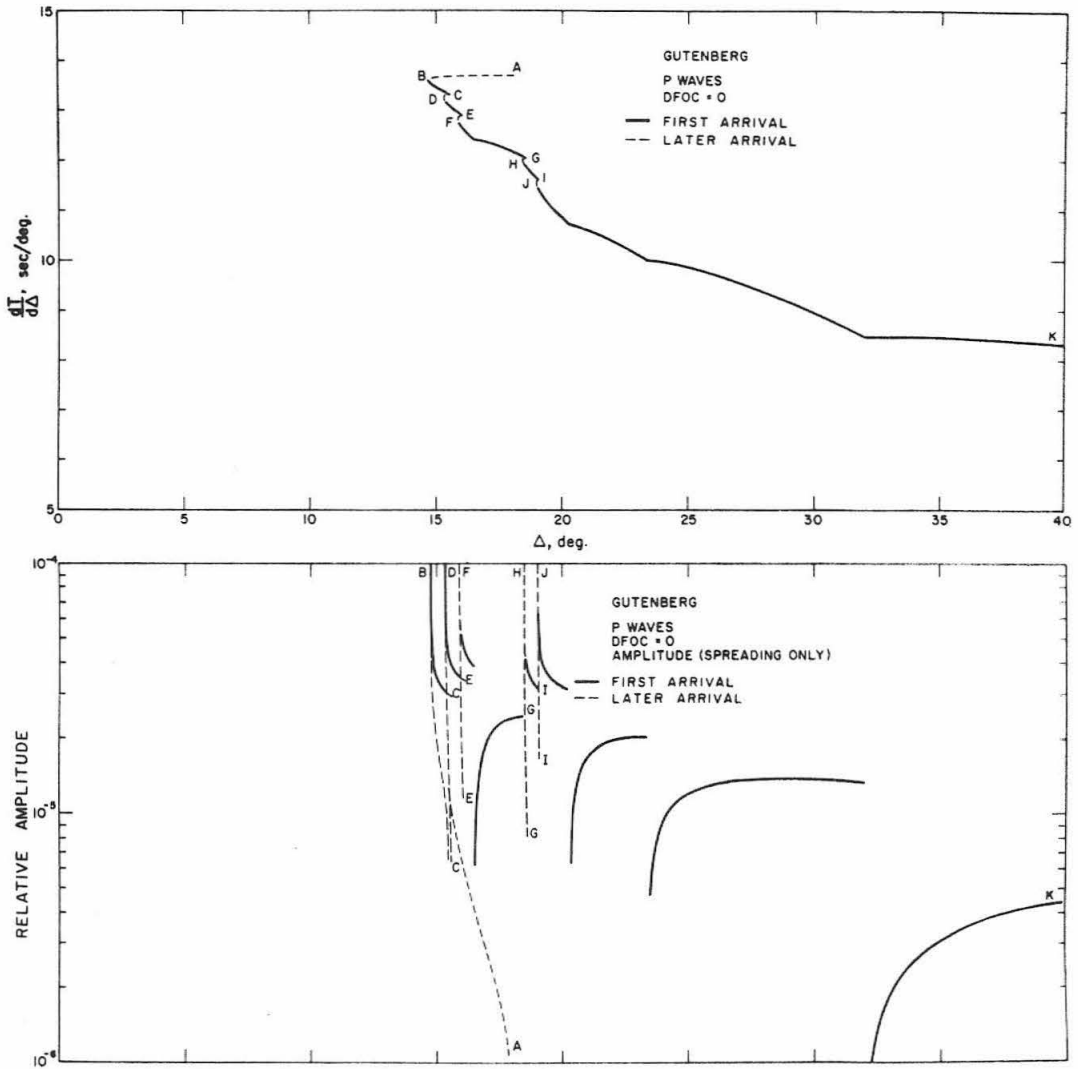 15
GUTENBERG
P WAVES
DFOC = 0
FIRST ARRIVAL
LATER ARRIVAL
B
A
D
C
F
E
H
G
J
I
K
10
dT
dΔ
, sec/deg.
5
0
5
10
15
20
25
30
35
40
Δ, deg.
10⁻⁴
B
D
F
H
J
GUTENBERG
P WAVES
DFOC = 0
AMPLITUDE (SPREADING ONLY)
FIRST ARRIVAL
LATER ARRIVAL
C
E
G
I
I
E
G
C
K
A
10⁻⁵
10⁻⁶
RELATIVE AMPLITUDE